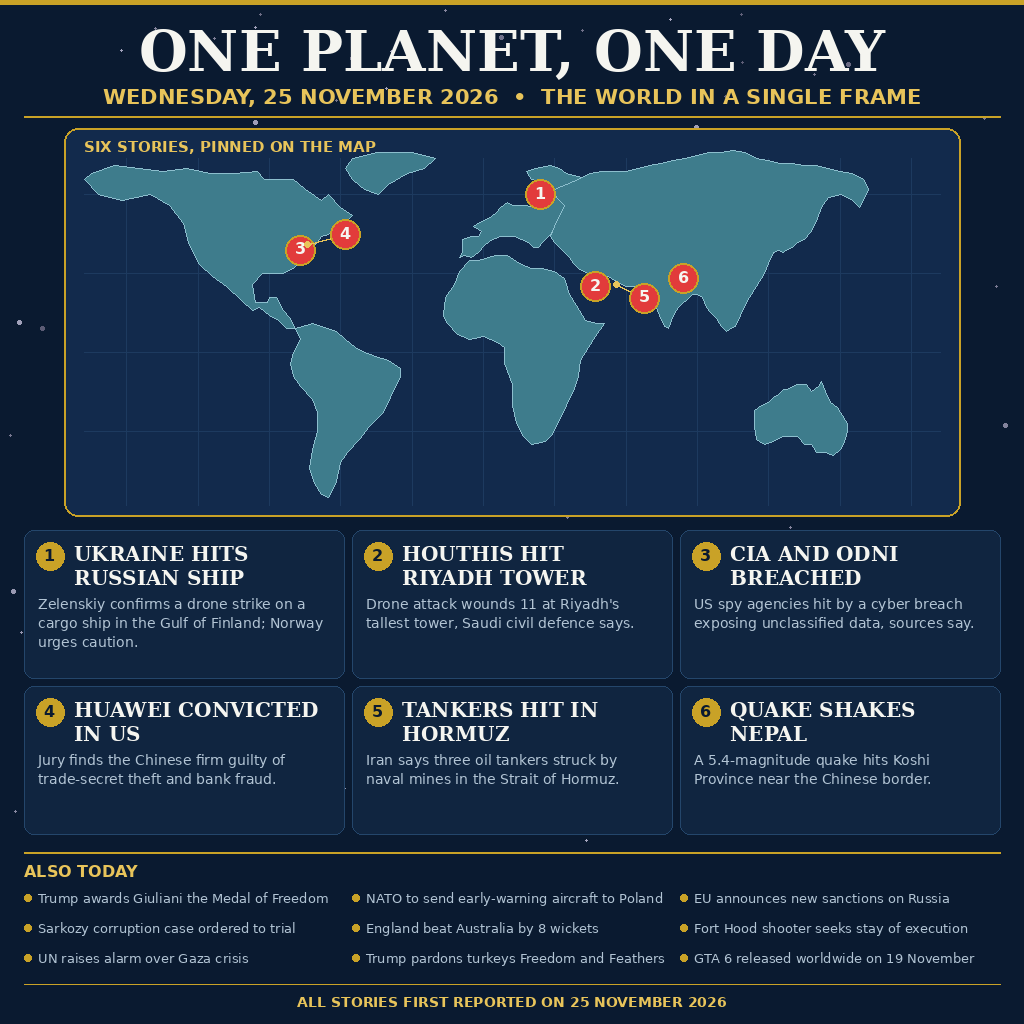 ONE PLANET, ONE DAY
WEDNESDAY, 25 NOVEMBER 2026 • THE WORLD IN A SINGLE FRAME
SIX STORIES, PINNED ON THE MAP
1
4
3
6
2
5
1 UKRAINE HITS
RUSSIAN SHIP
Zelenskiy confirms a drone strike on a
cargo ship in the Gulf of Finland; Norway
urges caution.
2 HOUTHIS HIT
RIYADH TOWER
Drone attack wounds 11 at Riyadh's
tallest tower, Saudi civil defence says.
3 CIA AND ODNI
BREACHED
US spy agencies hit by a cyber breach
exposing unclassified data, sources say.
4 HUAWEI CONVICTED
IN US
Jury finds the Chinese firm guilty of
trade-secret theft and bank fraud.
5 TANKERS HIT IN
HORMUZ
Iran says three oil tankers struck by
naval mines in the Strait of Hormuz.
6 QUAKE SHAKES
NEPAL
A 5.4-magnitude quake hits Koshi
Province near the Chinese border.
ALSO TODAY
Trump awards Giuliani the Medal of Freedom
NATO to send early-warning aircraft to Poland
EU announces new sanctions on Russia
Sarkozy corruption case ordered to trial
England beat Australia by 8 wickets
Fort Hood shooter seeks stay of execution
UN raises alarm over Gaza crisis
Trump pardons turkeys Freedom and Feathers
GTA 6 released worldwide on 19 November
ALL STORIES FIRST REPORTED ON 25 NOVEMBER 2026